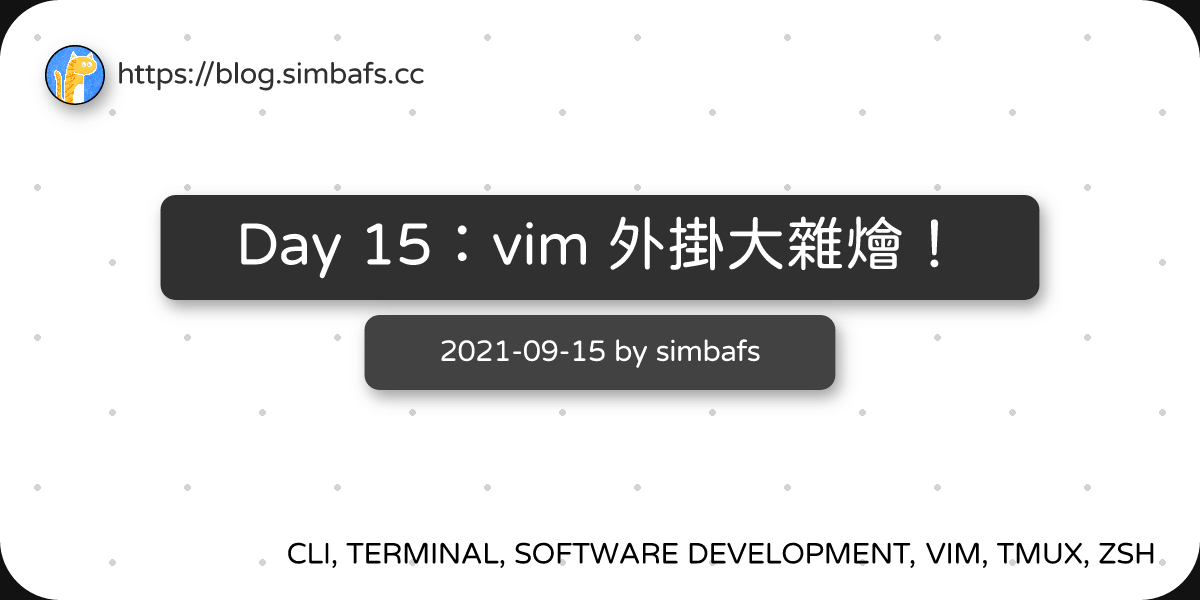 https://blog.simbafs.cc
Day 15：vim 外掛大雜燴！
2021-09-15 by simbafs
CLI, TERMINAL, SOFTWARE DEVELOPMENT, VIM, TMUX, ZSH